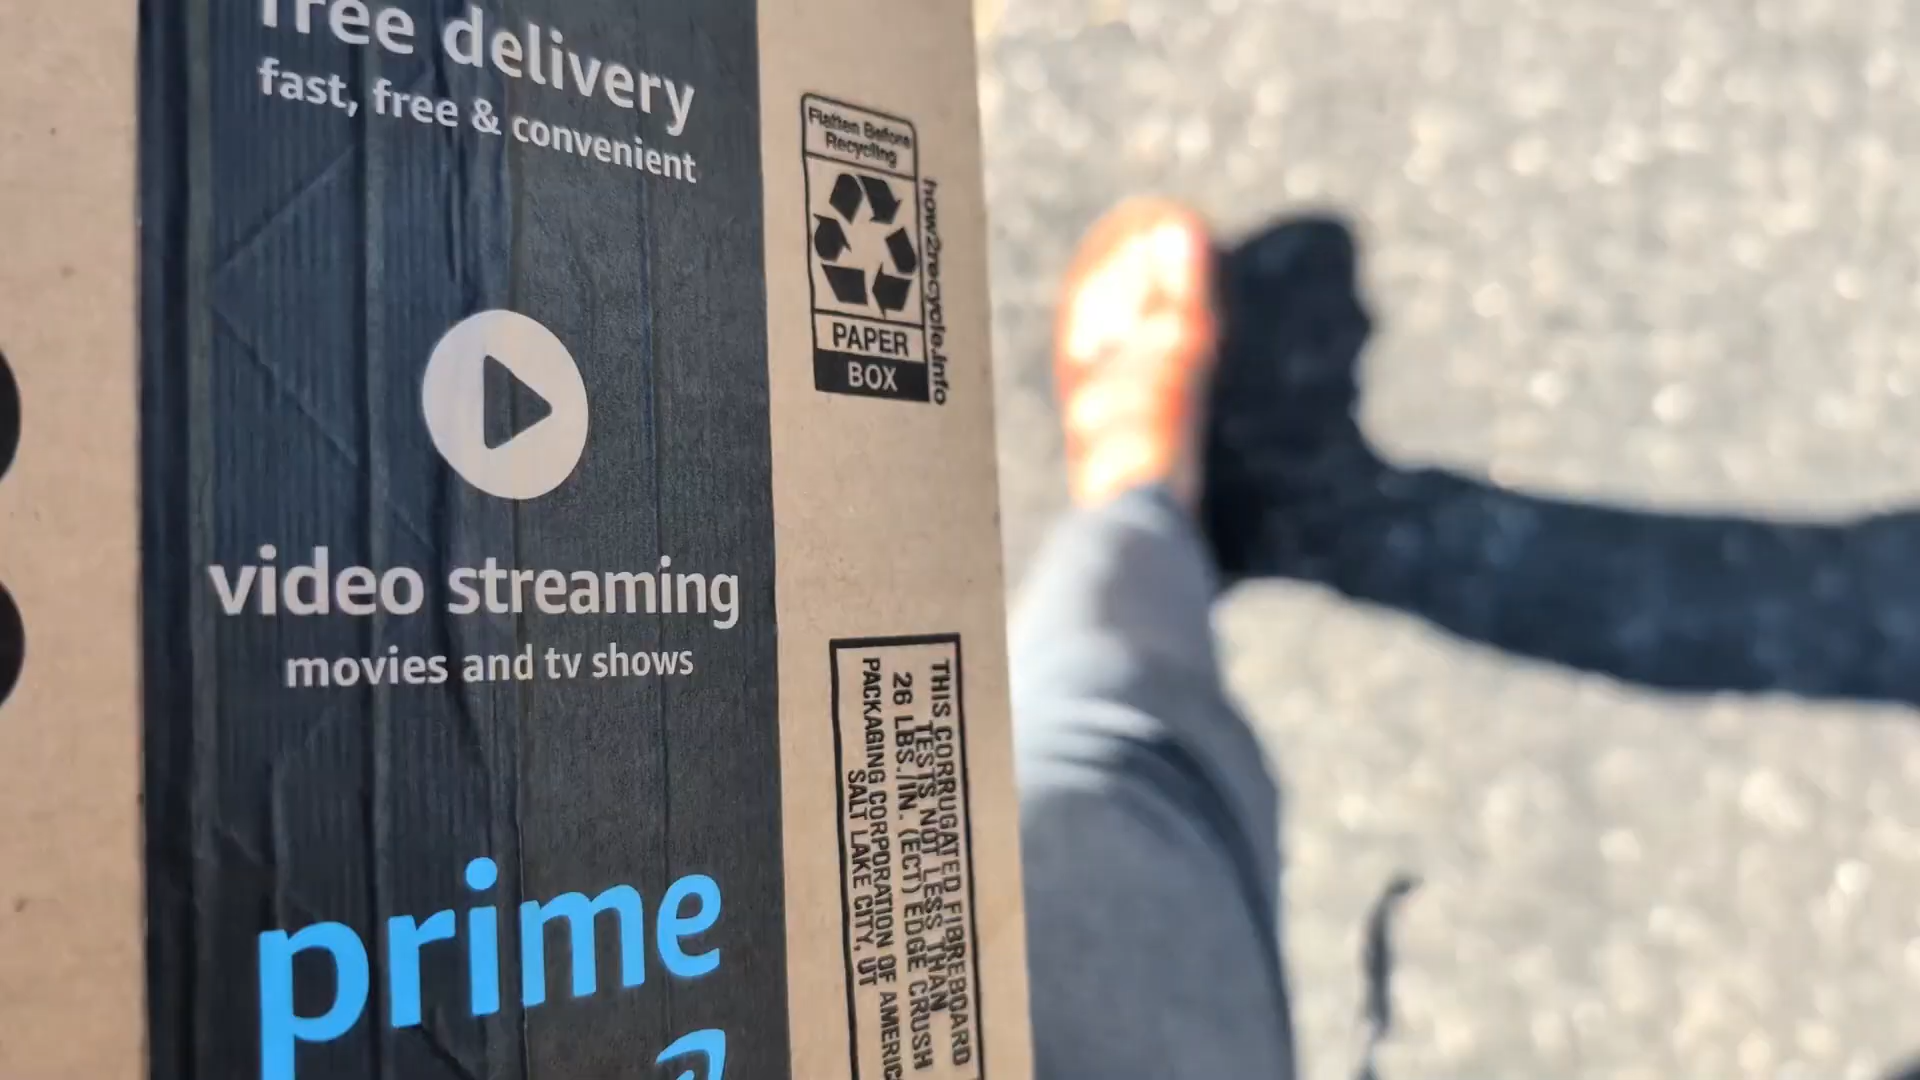 free delivery
fast, free & convenient
video streaming
movies and tv shows
prime
Flatten Before
Recycling
PAPER
BOX
how2recycle.info
THIS CORRUGATED FIBREBOARD
TESTS NOT LESS THAN
26 LBS./IN. (ECT) EDGE CRUSH
PACKAGING CORPORATION OF AMERIC
SALT LAKE CITY, UT